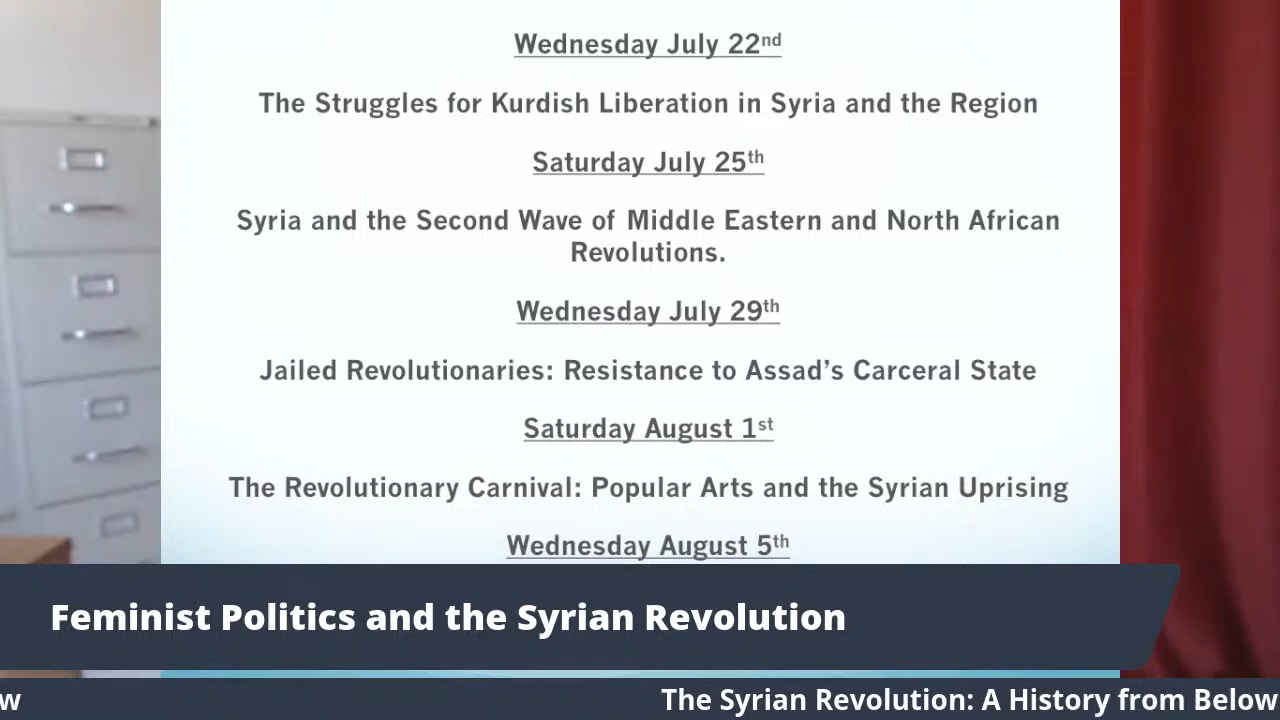 Wednesday July 22nd
The Struggles for Kurdish Liberation in Syria and the Region
Saturday July 25th
Syria and the Second Wave of Middle Eastern and North African
Revolutions.
Wednesday July 29th
Jailed Revolutionaries: Resistance to Assad’s Carceral State
Saturday August 1st
The Revolutionary Carnival: Popular Arts and the Syrian Uprising
Wednesday August 5th
Feminist Politics and the Syrian Revolution
w
The Syrian Revolution: A History from Below